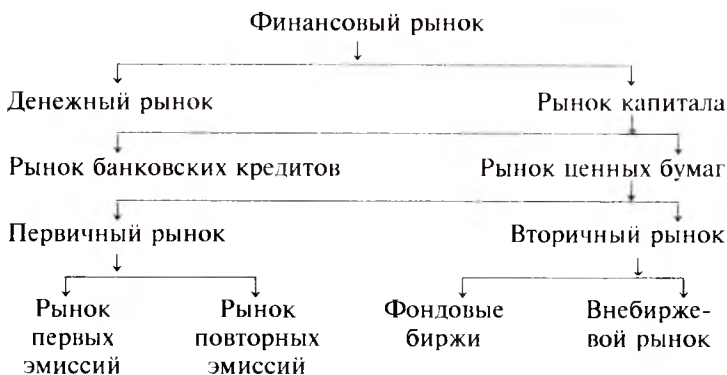 Финансовый рынок
Денежный рынок Рынок капитала
Рынок банковских кредитов Рынок ценных бумаг
Первичный рынок Вторичный рынок
Рынок Рынок Фондовые Внебирже-
первых повторных биржи вой рынок
эмиссий эмиссий